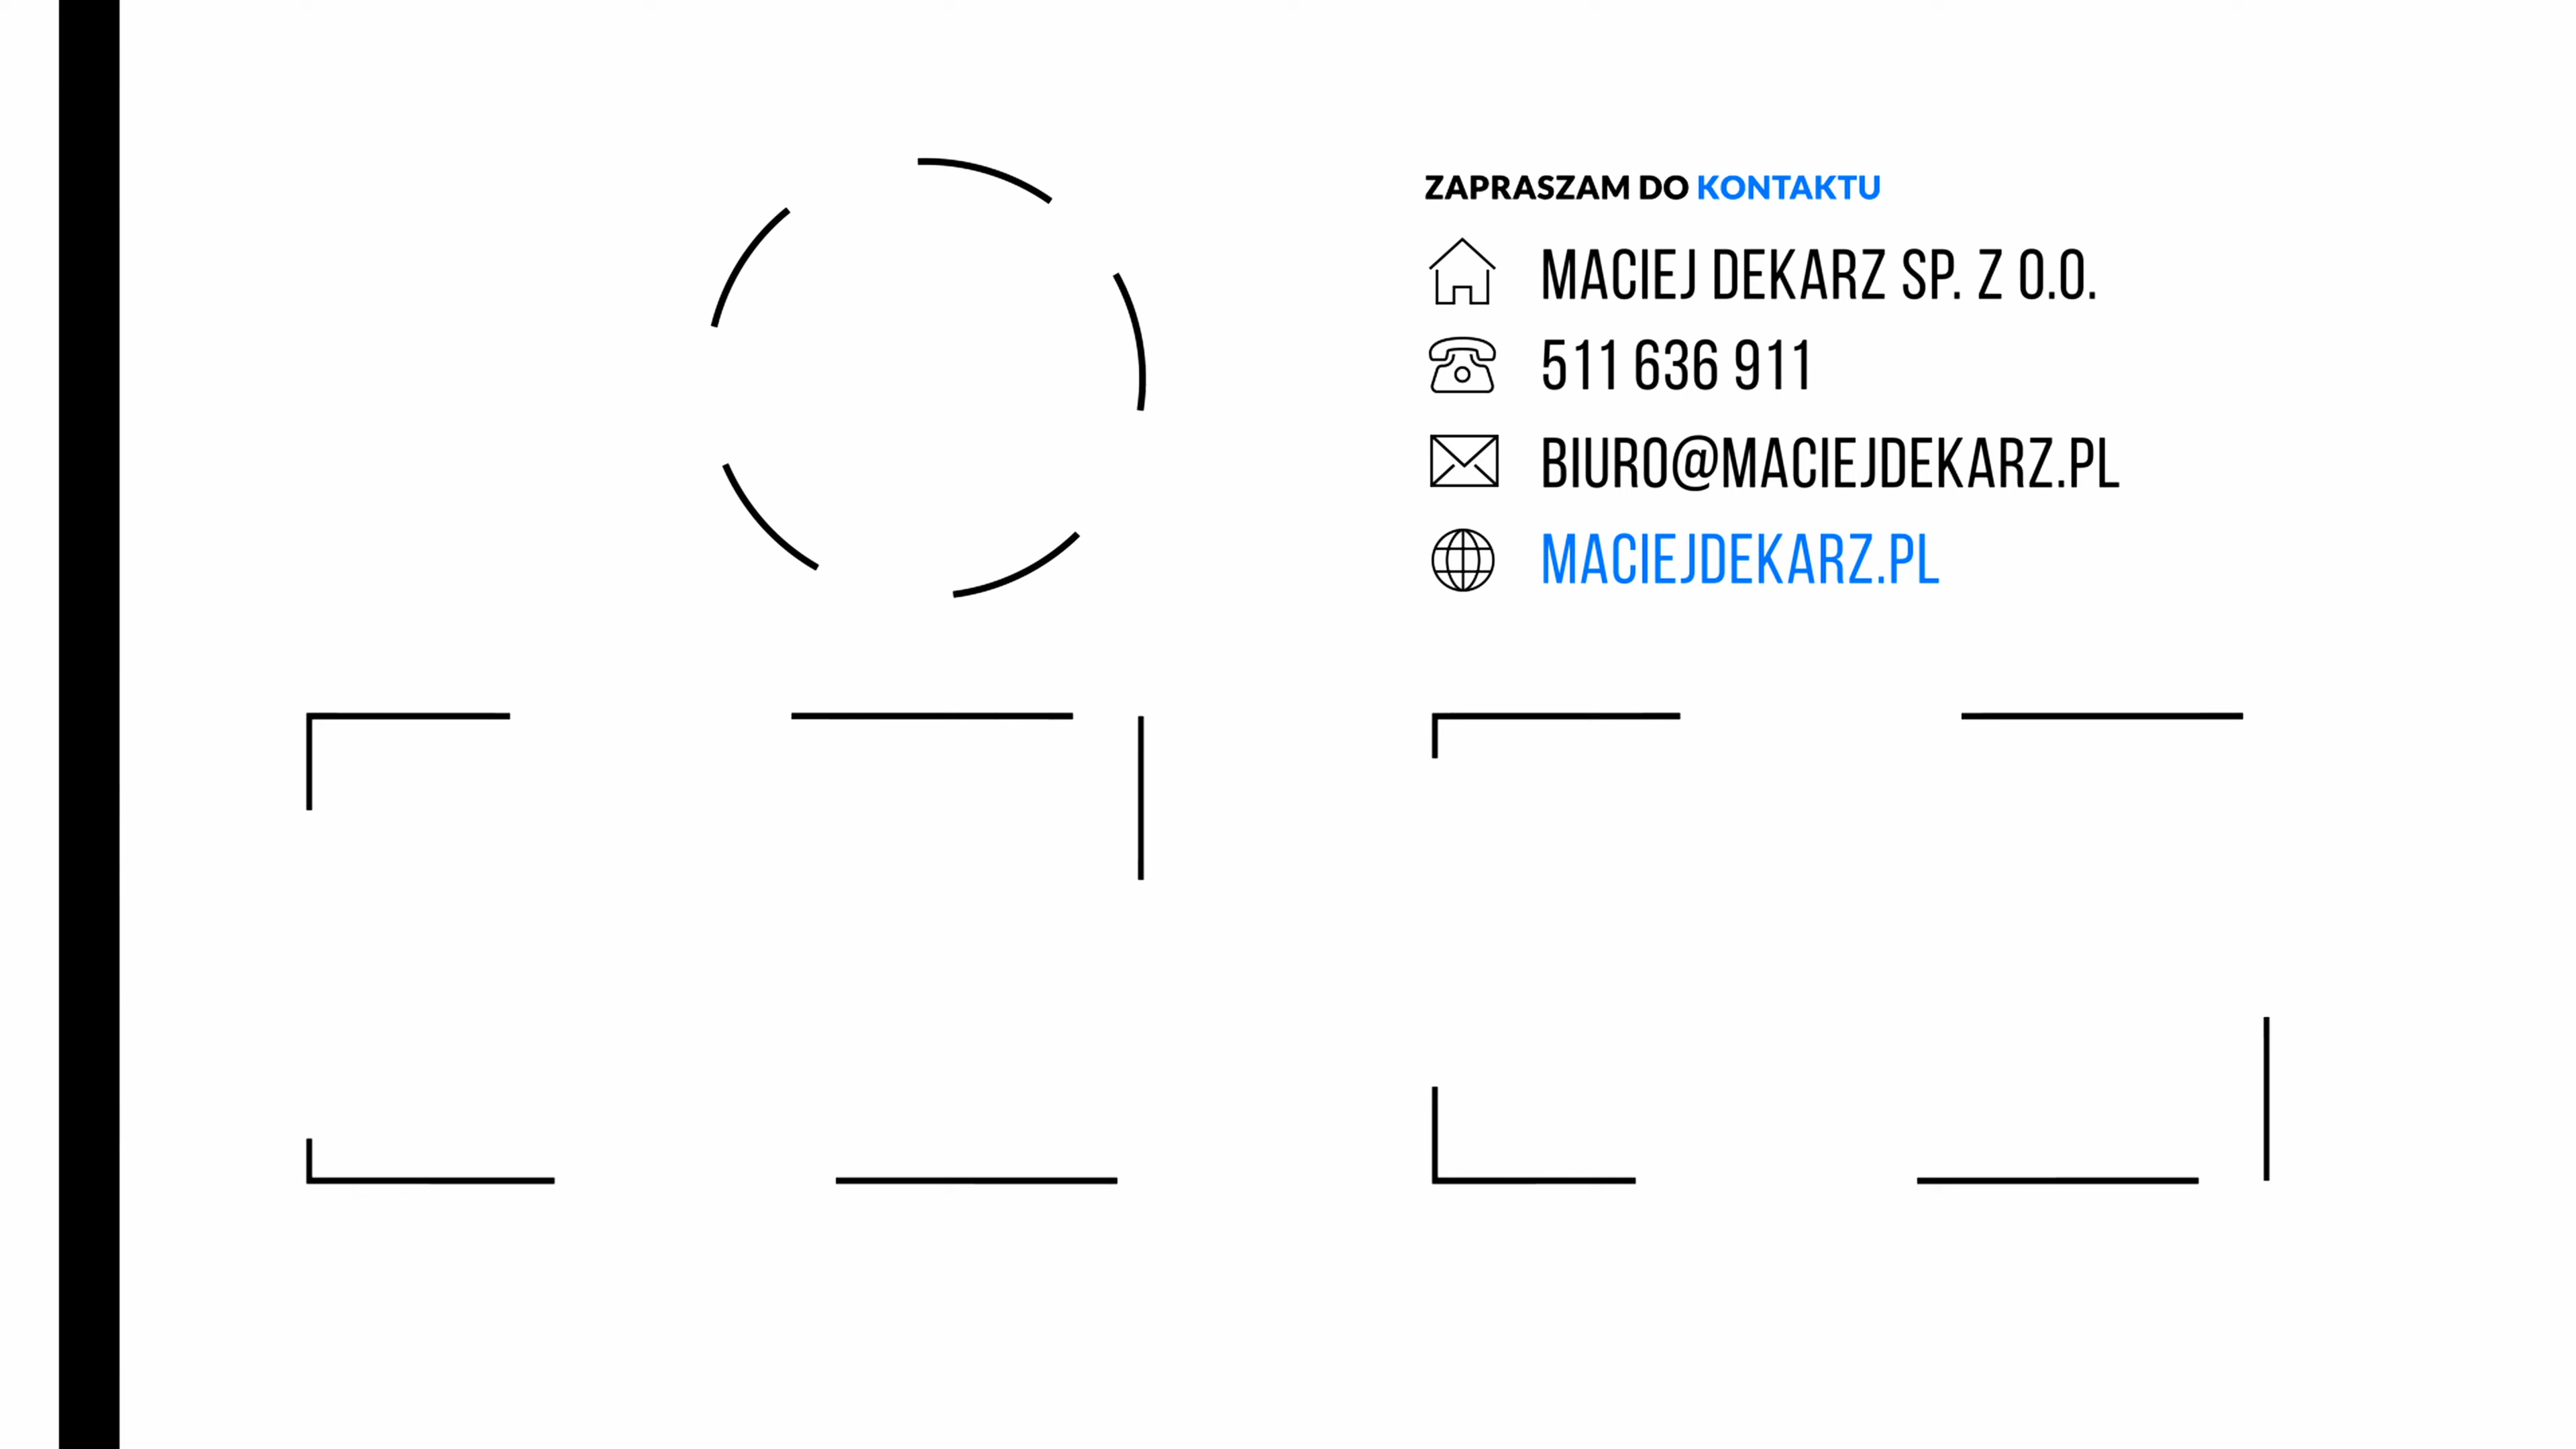 ZAPRASZAM DO KONTAKTU
MACIEJ DEKARZ SP. Z O.O.
511 636 911
BIURO@MACIEJDEKARZ.PL
MACIEJDEKARZ.PL